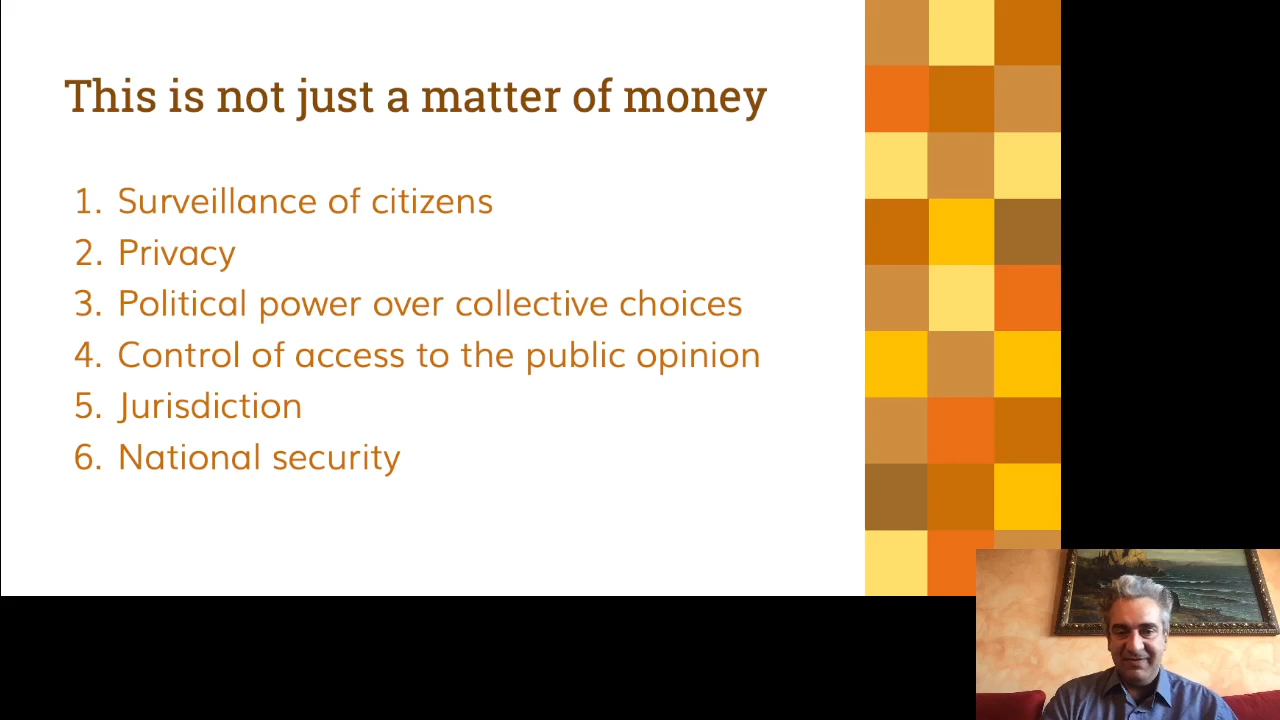 This is not just a matter of money
1. Surveillance of citizens
2. Privacy
3. Political power over collective choices
4. Control of access to the public opinion
5. Jurisdiction
6. National security